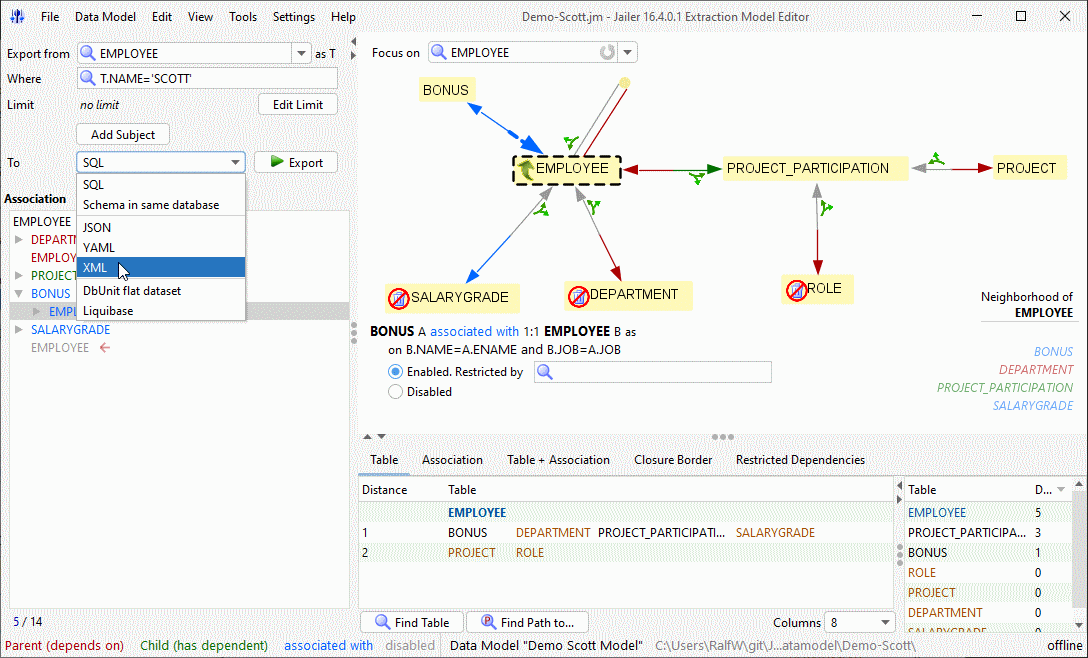 File Data Model Edit View Tools Settings Help
Demo-Scott.jm - Jailer 16.4.0.1 Extraction Model Editor
Export from EMPLOYEE as T
Where T.NAME='SCOTT'
Limit no limit Edit Limit
Add Subject
To SQL Export
SQL
Schema in same database
JSON
YAML
XML
DbUnit flat dataset
Liquibase
Association
EMPLOYEE
DEPARTM
EMPLOY
PROJECT
BONUS
EMPL
SALARYGRADE
EMPLOYEE
5 / 14
Focus on EMPLOYEE
BONUS
EMPLOYEE
PROJECT_PARTICIPATION
PROJECT
SALARYGRADE
DEPARTMENT
ROLE
Neighborhood of
EMPLOYEE
BONUS
DEPARTMENT
PROJECT_PARTICIPATION
SALARYGRADE
BONUS A associated with 1:1 EMPLOYEE B as
on B.NAME=A.ENAME and B.JOB=A.JOB
Enabled. Restricted by
Disabled
Table Association Table + Association Closure Border Restricted Dependencies
Distance Table
EMPLOYEE
1 BONUS DEPARTMENT PROJECT_PARTICIPATI... SALARYGRADE
2 PROJECT ROLE
Table D...
EMPLOYEE 5
PROJECT_PARTICIPA... 3
BONUS 1
ROLE 0
PROJECT 0
DEPARTMENT 0
SALARYGRADE 0
Find Table Find Path to... Columns 8
Parent (depends on) Child (has dependent) associated with disabled Data Model "Demo Scott Model" C:\Users\RalfW\git\J...atamodel\Demo-Scott\ offline